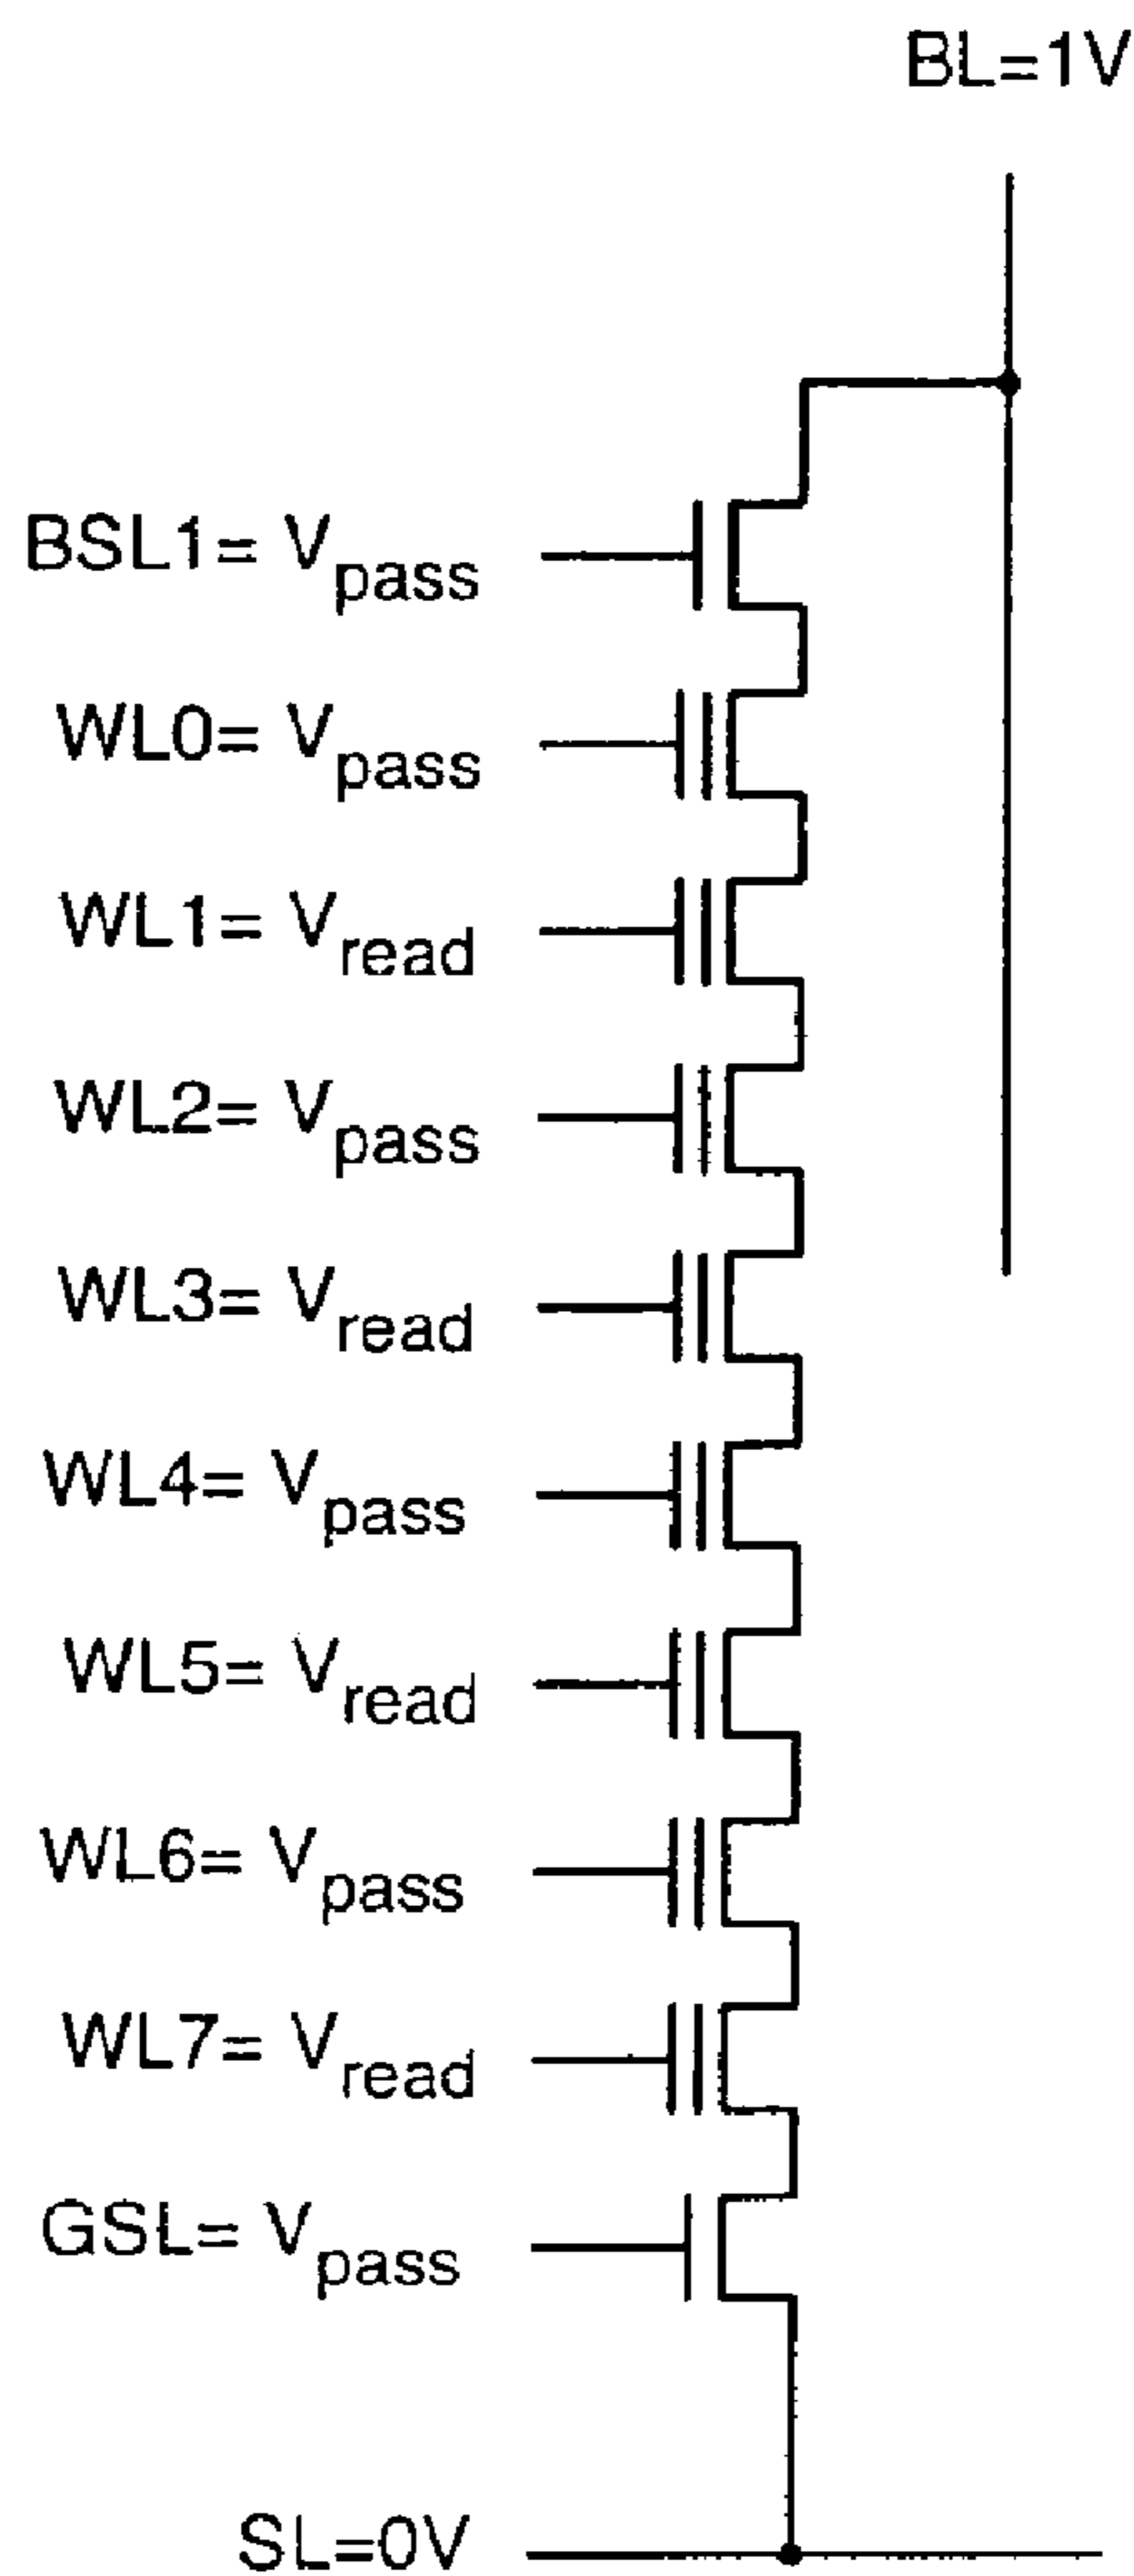 BL=1V
BSL1= Vpass
WL0= Vpass
WL1= Vread
WL2= Vpass
WL3= Vread
WL4= Vpass
WL5= Vread
WL6= Vpass
WL7= Vread
GSL= Vpass
SL=0V